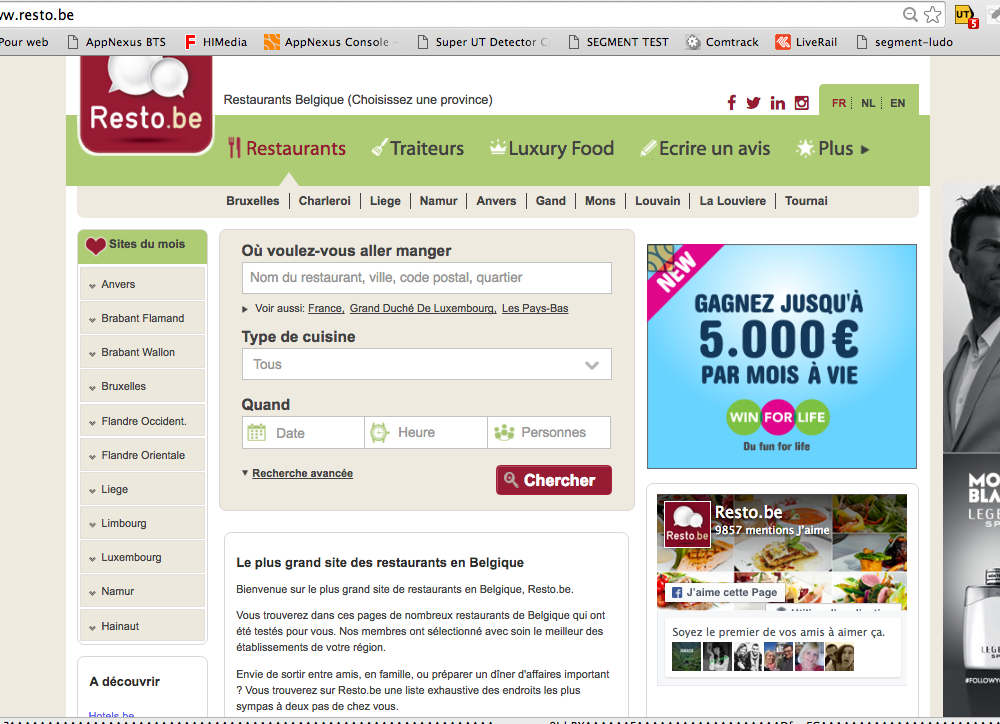 w.resto.be
UT
5
Pour web
AppNexus BTS
HIMedia
AppNexus Console -
Super UT Detector
SEGMENT TEST
Comtrack
LiveRail
segment-ludo
Resto.be
Restaurants Belgique (Choisissez une province)
FR
NL
EN
Restaurants
Traiteurs
Luxury Food
Ecrire un avis
Plus ►
Bruxelles
Charleroi
Liege
Namur
Anvers
Gand
Mons
Louvain
La Louviere
Tournai
Sites du mois
Anvers
Brabant Flamand
Brabant Wallon
Bruxelles
Flandre Occident.
Flandre Orientale
Liege
Limbourg
Luxembourg
Namur
Hainaut
A découvrir
Hotels.be
Où voulez-vous aller manger
Nom du restaurant, ville, code postal, quartier
► Voir aussi: France, Grand Duché De Luxembourg, Les Pays-Bas
Type de cuisine
Tous
Quand
Date
Heure
Personnes
▼ Recherche avancée
Chercher
Le plus grand site des restaurants en Belgique
Bienvenue sur le plus grand site de restaurants en Belgique, Resto.be.
Vous trouverez dans ces pages de nombreux restaurants de Belgique qui ont
été testés pour vous. Nos membres ont sélectionné avec soin le meilleur des
établissements de votre région.
Envie de sortir entre amis, en famille, ou préparer un dîner d'affaires important
? Vous trouverez sur Resto.be une liste exhaustive des endroits les plus
sympas à deux pas de chez vous.
NEW
GAGNEZ JUSQU'À
5.000 €
PAR MOIS À VIE
WIN FOR LIFE
Du fun for life
Resto.be
Resto.be
9857 mentions J'aime
J'aime cette Page
Soyez le premier de vos amis à aimer ça.
MO
BLA
LEGE
SP
LEGE
SP
#FOLLOWY